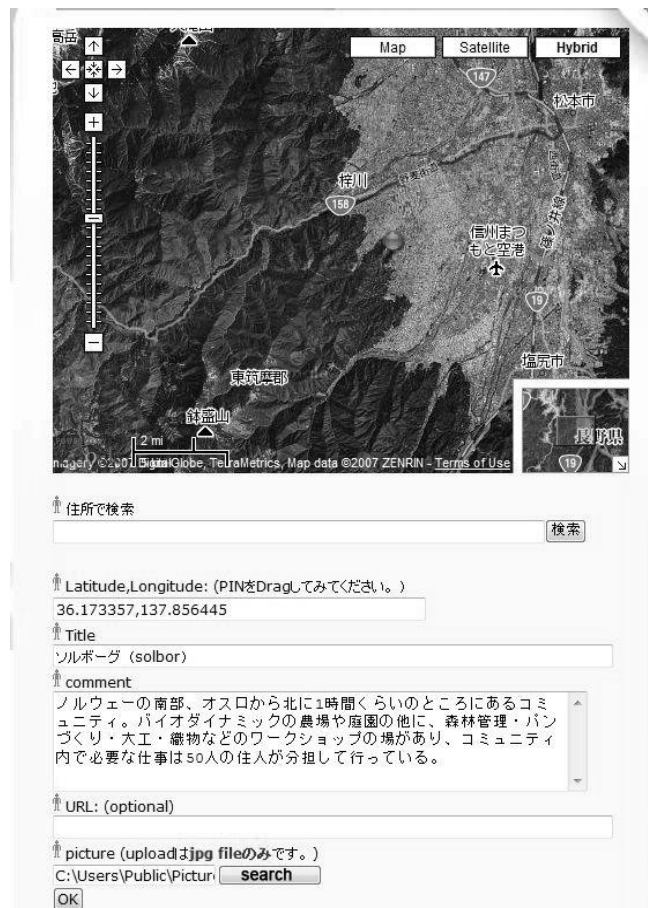 高岳
Map Satellite Hybrid
147
松本市
梓川
野麦街道
158
信州まつ
もと空港
19
塩尻市
東筑摩郡
鉢盛山
長野県
19
2 mi
DigitalGlobe, TerraMetrics, Map data ©2007 ZENRIN - Terms of Use
住所で検索
検索
Latitude,Longitude: (PINをDragしてみてください。)
36.173357,137.856445
Title
ソルボーグ (solbor)
comment
ノルウェーの南部、オスロから北に1時間くらいのところにあるコミ
ュニティ。バイオダイナミックの農場や庭園の他に、森林管理・パン
づくり・大工・織物などのワークショップの場があり、コミュニティ
内で必要な仕事は50人の住人が分担して行っている。
URL: (optional)
picture (uploadはjpg fileのみです。)
C:\Users\Public\Pictur search
OK